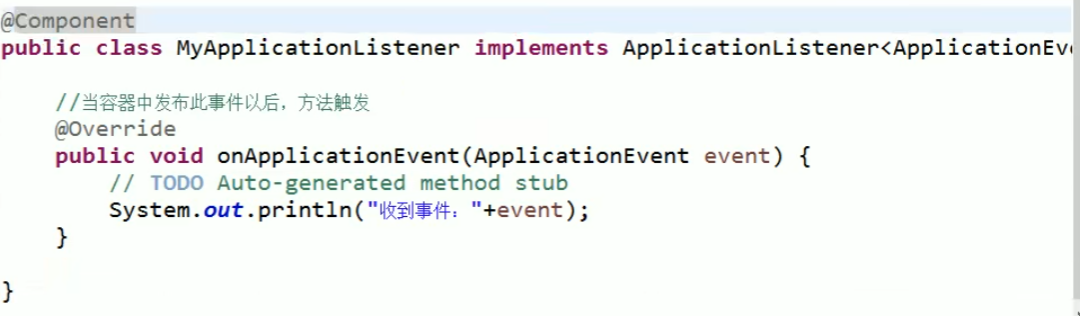 @Component
public class MyApplicationListener implements ApplicationListener<ApplicationEve
//当容器中发布此事件以后，方法触发
@Override
public void onApplicationEvent(ApplicationEvent event) {
// TODO Auto-generated method stub
System.out.println("收到事件："+event);
}
}